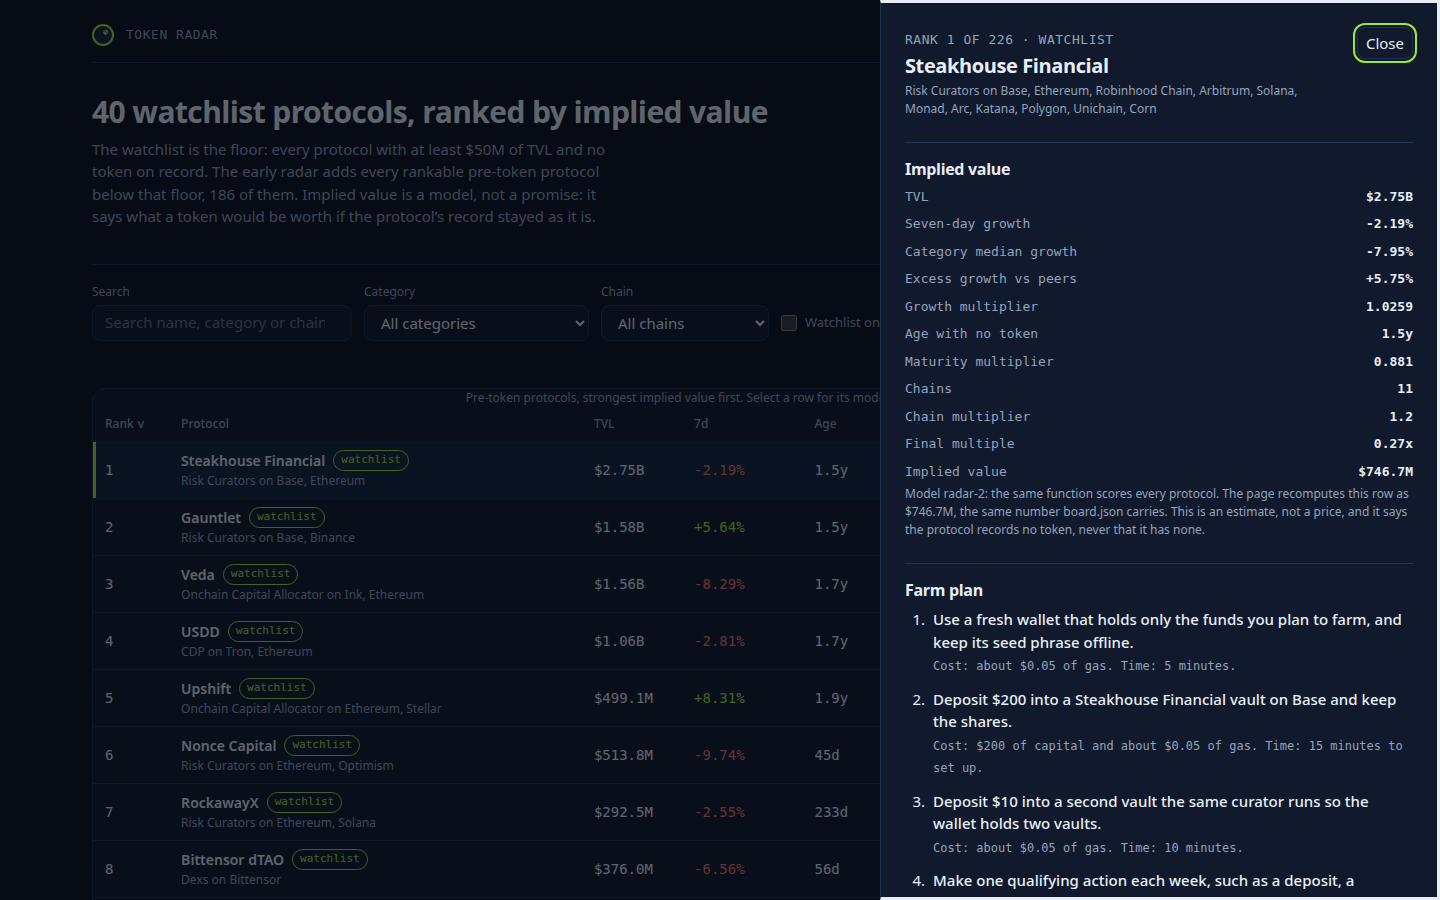 TOKEN RADAR
40 watchlist protocols, ranked by implied value
The watchlist is the floor: every protocol with at least $50M of TVL and no
token on record. The early radar adds every rankable pre-token protocol
below that floor, 186 of them. Implied value is a model, not a promise: it
says what a token would be worth if the protocol's record stayed as it is.
Search Category Chain
Search name, category or chain All categories All chains Watchlist on
Pre-token protocols, strongest implied value first. Select a row for its mod
Rank v Protocol TVL 7d Age
1 Steakhouse Financial watchlist $2.75B -2.19% 1.5y
Risk Curators on Base, Ethereum
2 Gauntlet watchlist $1.58B +5.64% 1.5y
Risk Curators on Base, Binance
3 Veda watchlist $1.56B -8.29% 1.7y
Onchain Capital Allocator on Ink, Ethereum
4 USDD watchlist $1.06B -2.81% 1.7y
CDP on Tron, Ethereum
5 Upshift watchlist $499.1M +8.31% 1.9y
Onchain Capital Allocator on Ethereum, Stellar
6 Nonce Capital watchlist $513.8M -9.74% 45d
Risk Curators on Ethereum, Optimism
7 RockawayX watchlist $292.5M -2.55% 233d
Risk Curators on Ethereum, Solana
8 Bittensor dTAO watchlist $376.0M -6.56% 56d
Dexs on Bittensor
RANK 1 OF 226 · WATCHLIST
Close
Steakhouse Financial
Risk Curators on Base, Ethereum, Robinhood Chain, Arbitrum, Solana,
Monad, Arc, Katana, Polygon, Unichain, Corn
Implied value
TVL $2.75B
Seven-day growth -2.19%
Category median growth -7.95%
Excess growth vs peers +5.75%
Growth multiplier 1.0259
Age with no token 1.5y
Maturity multiplier 0.881
Chains 11
Chain multiplier 1.2
Final multiple 0.27x
Implied value $746.7M
Model radar-2: the same function scores every protocol. The page recomputes this row as
$746.7M, the same number board.json carries. This is an estimate, not a price, and it says
the protocol records no token, never that it has none.
Farm plan
1. Use a fresh wallet that holds only the funds you plan to farm, and
keep its seed phrase offline.
Cost: about $0.05 of gas. Time: 5 minutes.
2. Deposit $200 into a Steakhouse Financial vault on Base and keep
the shares.
Cost: $200 of capital and about $0.05 of gas. Time: 15 minutes to
set up.
3. Deposit $10 into a second vault the same curator runs so the
wallet holds two vaults.
Cost: about $0.05 of gas. Time: 10 minutes.
4. Make one qualifying action each week, such as a deposit, a